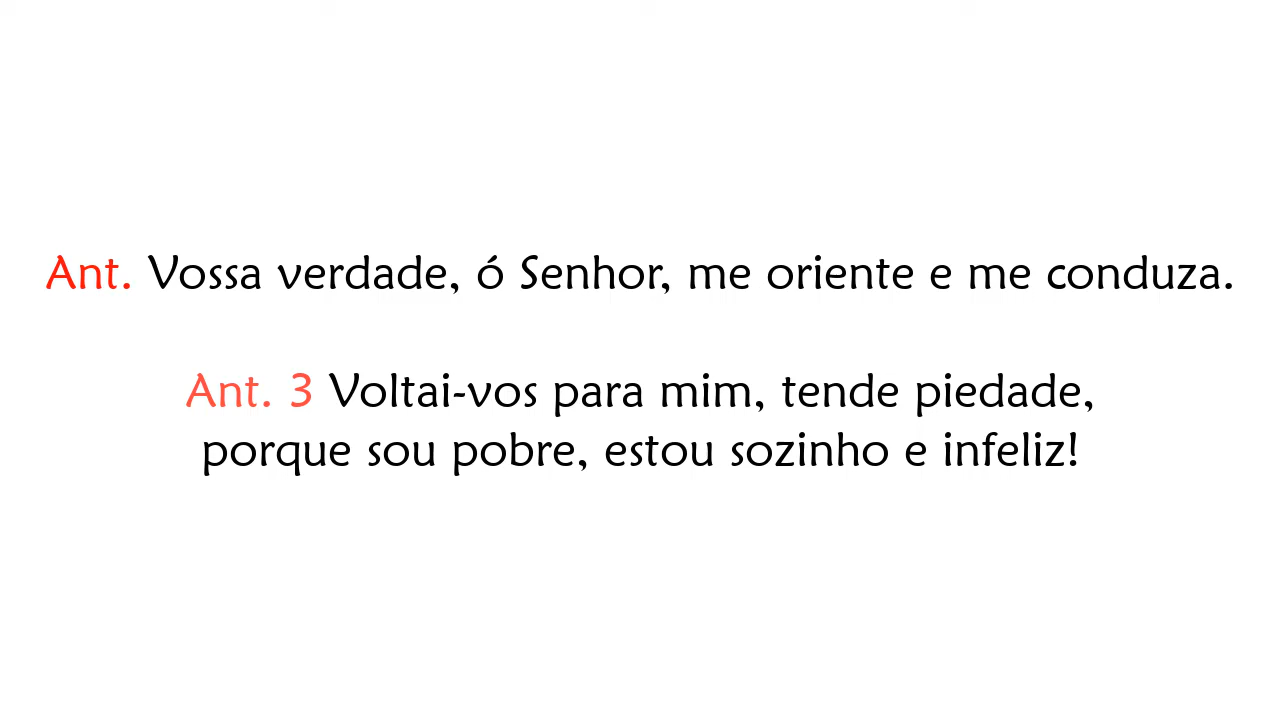 Ant. Vossa verdade, ó Senhor, me oriente e me conduza.
Ant. 3 Voltai-vos para mim, tende piedade,
porque sou pobre, estou sozinho e infeliz!